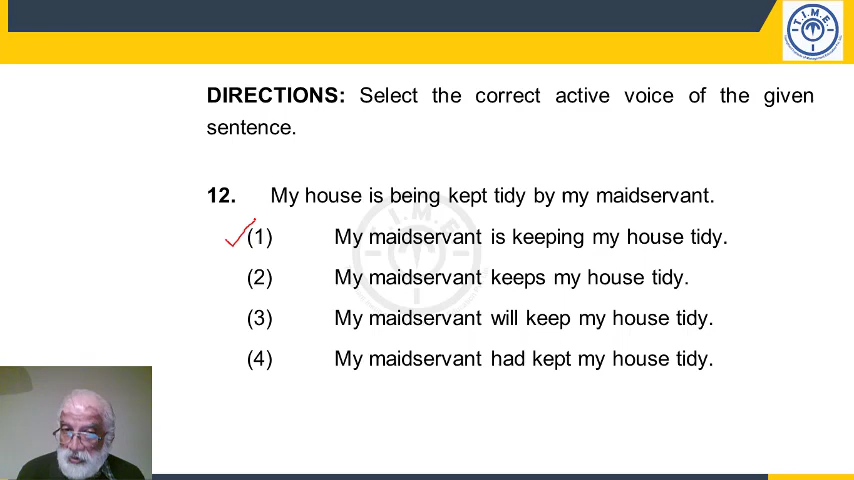 T.I.M.E.
DIRECTIONS: Select the correct active voice of the given
sentence.
12. My house is being kept tidy by my maidservant.
(1) My maidservant is keeping my house tidy.
(2) My maidservant keeps my house tidy.
(3) My maidservant will keep my house tidy.
(4) My maidservant had kept my house tidy.